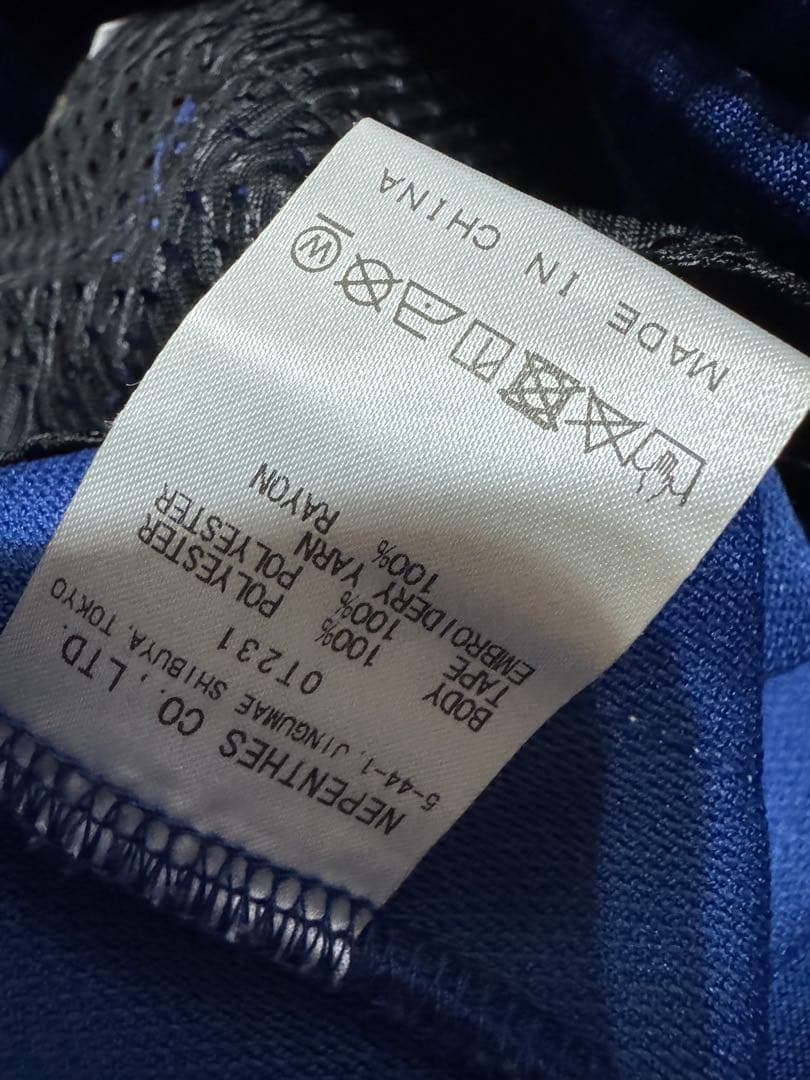 NEPENTHES CO., LTD.
5-44-1, JINGUMAE SHIBUYA, TOKYO
OT231
BODY 100% POLYESTER
TAPE 100% POLYESTER
EMBROIDERY YARN
100% RAYON
W
MADE IN CHINA